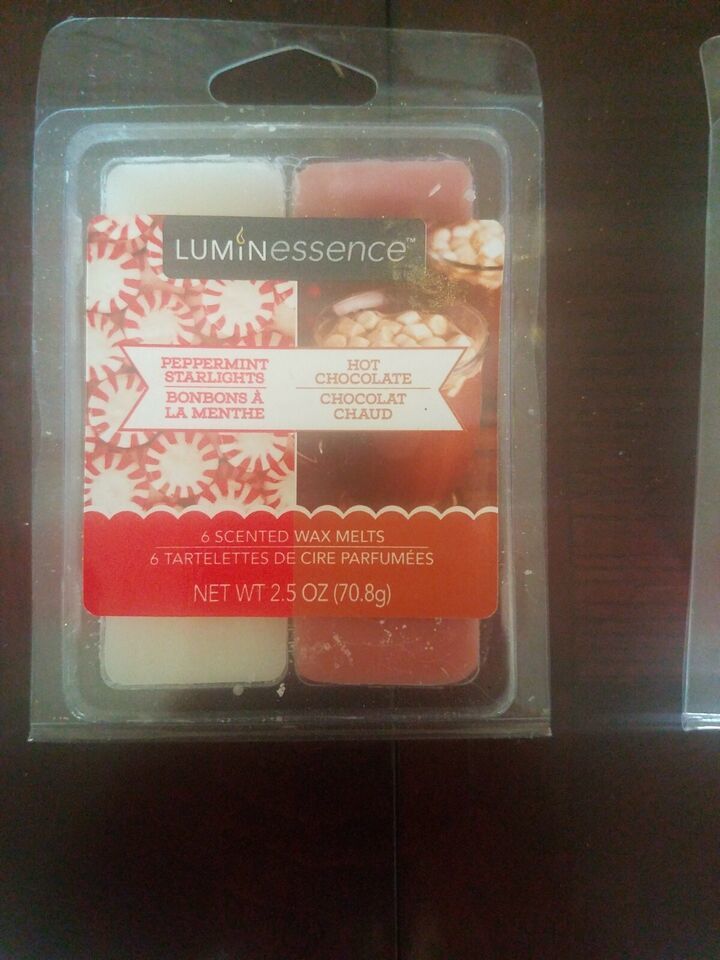 LUMINessence™
PEPPERMINT
STARLIGHTS
BONBONS À
LA MENTHE
HOT
CHOCOLATE
CHOCOLAT
CHAUD
6 SCENTED WAX MELTS
6 TARTELETTES DE CIRE PARFUMÉES
NET WT 2.5 OZ (70.8g)